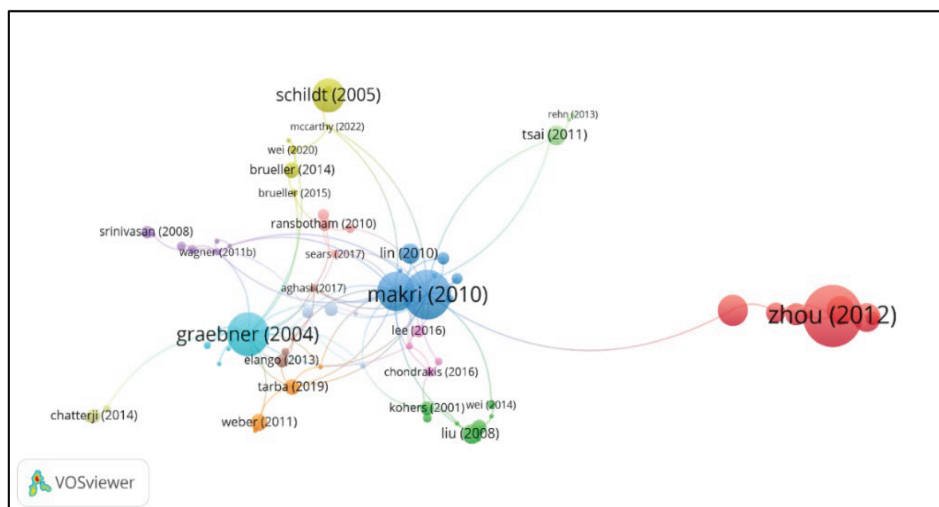 schildt (2005)
rehn (2013)
mccarthy (2022)
tsai (2011)
wei (2020)
brueller (2014)
brueller (2015)
ransbotham (2010)
srinivasan (2008)
wagner (2011b)
sears (2017)
lin (2010)
aghasi (2017)
makri (2010)
zhou (2012)
graebner (2004)
lee (2016)
elango (2013)
chondrakis (2016)
tarba (2019)
kohers (2001)
wei (2014)
chatterji (2014)
weber (2011)
liu (2008)
VOSviewer